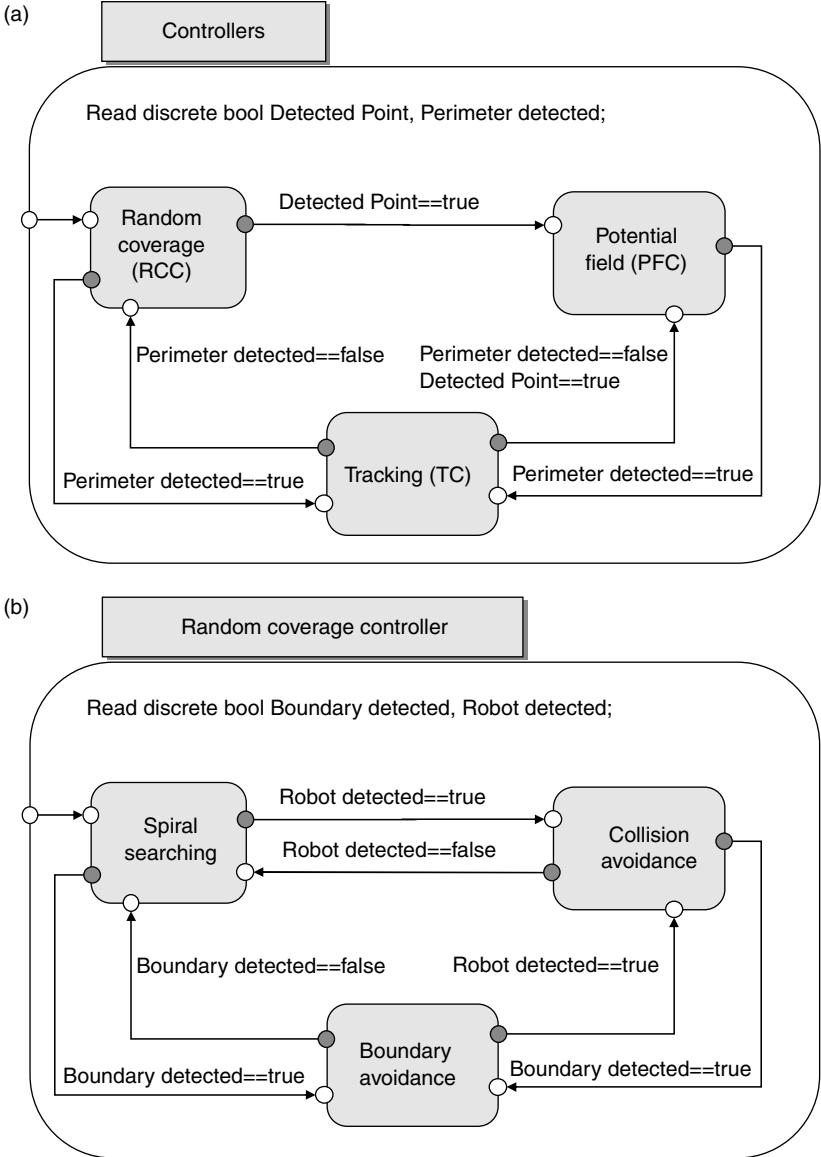 (a)
Controllers
Read discrete bool Detected Point, Perimeter detected;
Random
coverage
(RCC)
Detected Point==true
Potential
field (PFC)
Perimeter detected==false
Perimeter detected==false
Detected Point==true
Tracking (TC)
Perimeter detected==true
Perimeter detected==true
(b)
Random coverage controller
Read discrete bool Boundary detected, Robot detected;
Spiral
searching
Robot detected==true
Robot detected==false
Collision
avoidance
Boundary detected==false
Robot detected==true
Boundary
avoidance
Boundary detected==true
Boundary detected==true